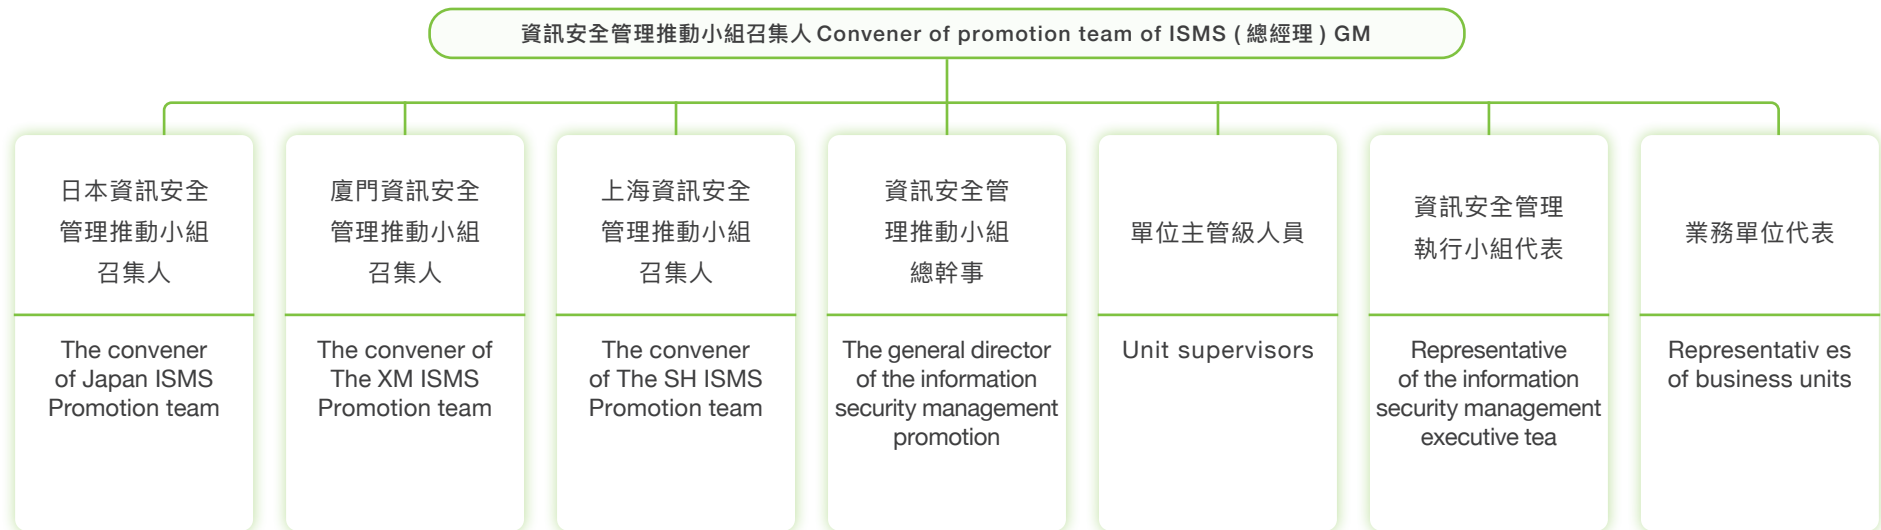 資訊安全管理推動小組召集人 Convener of promotion team of ISMS ( 總經理 ) GM
日本資訊安全
管理推動小組
召集人
The convener
of Japan ISMS
Promotion team
廈門資訊安全
管理推動小組
召集人
The convener of
The XM ISMS
Promotion team
上海資訊安全
管理推動小組
召集人
The convener
of The SH ISMS
Promotion team
資訊安全管
理推動小組
總幹事
The general director
of the information
security management
promotion
單位主管級人員
Unit supervisors
資訊安全管理
執行小組代表
Representative
of the information
security management
executive tea
業務單位代表
Representativ es
of business units